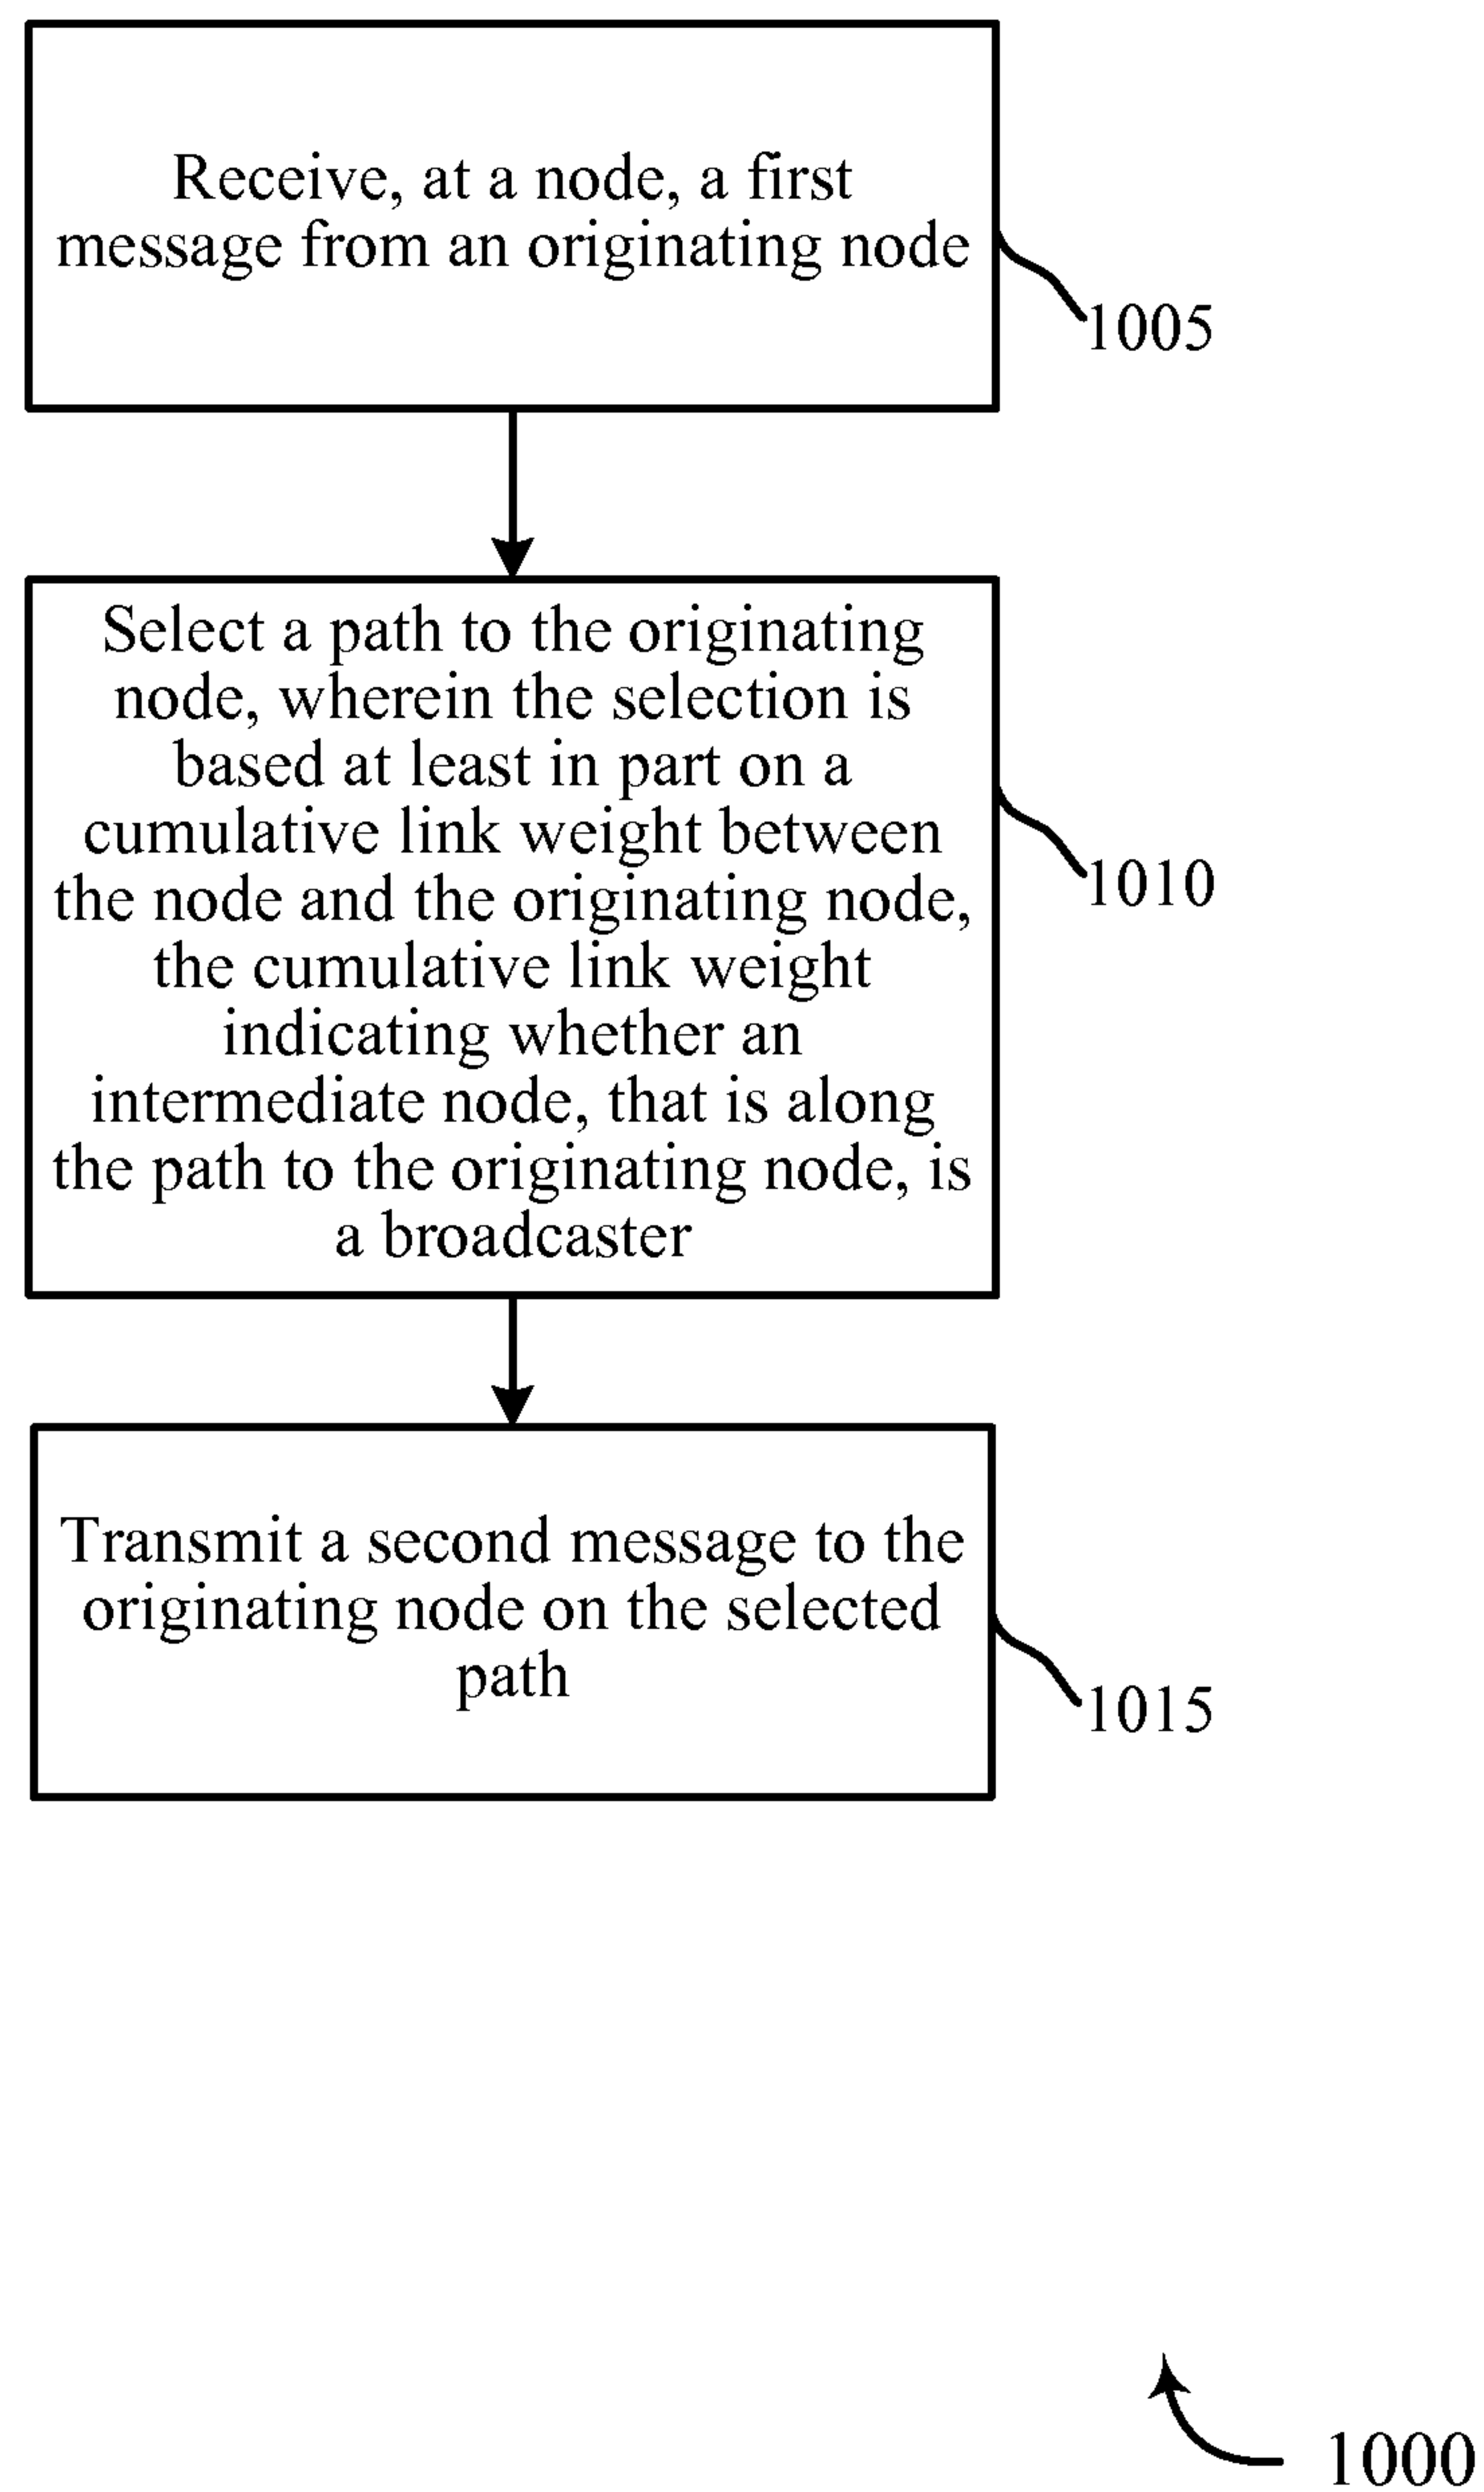 Receive, at a node, a first
message from an originating node
1005
Select a path to the originating
node, wherein the selection is
based at least in part on a
cumulative link weight between
the node and the originating node,
the cumulative link weight
indicating whether an
intermediate node, that is along
the path to the originating node, is
a broadcaster
1010
Transmit a second message to the
originating node on the selected
path
1015
1000